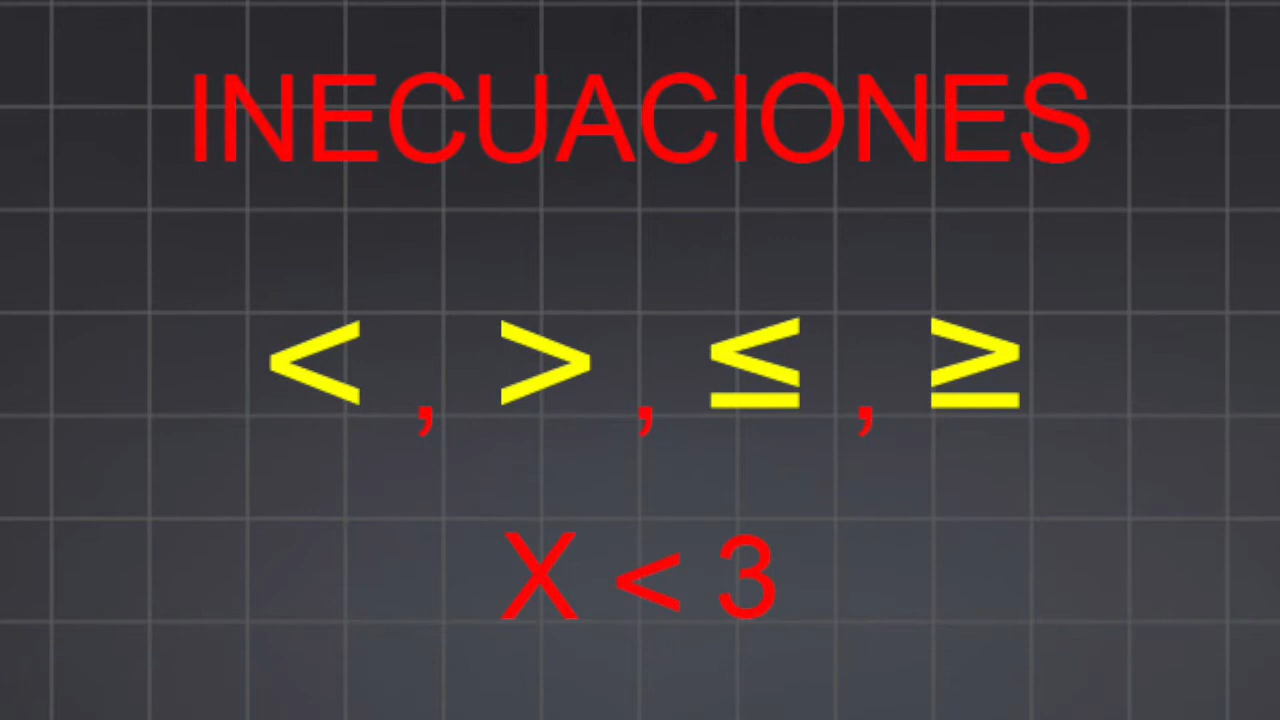 INECUACIONES
< , > , ≤ , ≥
X < 3